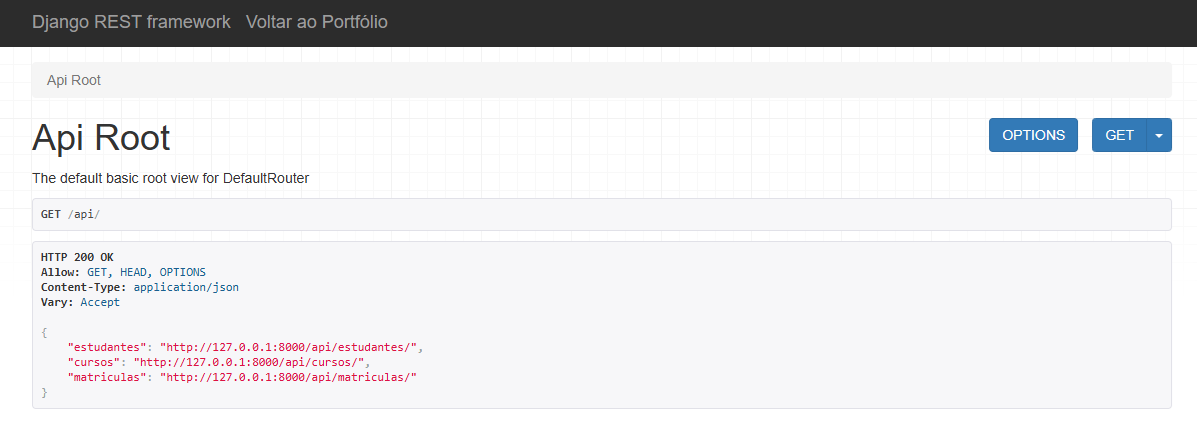 Django REST framework Voltar ao Portfólio
Api Root
Api Root
OPTIONS GET
The default basic root view for DefaultRouter
GET /api/
HTTP 200 OK
Allow: GET, HEAD, OPTIONS
Content-Type: application/json
Vary: Accept
{
    "estudantes": "http://127.0.0.1:8000/api/estudantes/",
    "cursos": "http://127.0.0.1:8000/api/cursos/",
    "matriculas": "http://127.0.0.1:8000/api/matriculas/"
}